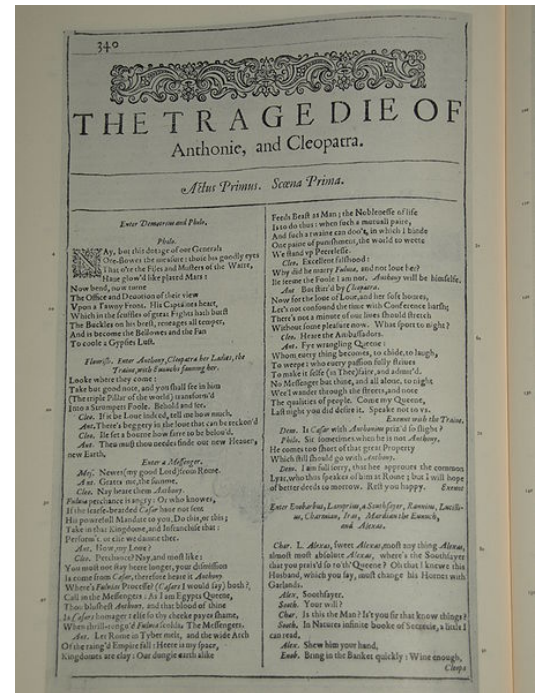 340
THE TRAGEDIE OF
Anthonie, and Cleopatra.
Actus Primus. Scœna Prima.
Enter Demetrius and Philo.
Philo.
NAy, but this dotage of our Generals
Ore-flowes the measure: those his goodly eyes
That o're the Files and Musters of the Warre,
Haue glow'd like plated Mars:
Now bend, now turne
The Office and Deuotion of their view
Vpon a Tawny Front. His Captaines heart,
Which in the scuffles of great Fights hath burst
The Buckles on his brest, reneages all temper,
And is become the Bellowes and the Fan
To coole a Gypsies Lust.
Flourish. Enter Anthony, Cleopatra her Ladies, the
Traine, with Eunuchs fanning her.
Looke where they come:
Take but good note, and you shall see in him
(The triple Pillar of the world) transform'd
Into a Strumpets Foole. Behold and see.
Cleo. If it be Loue indeed, tell me how much.
Ant. There's beggery in the loue that can be reckon'd
Cleo. Ile set a bourne how farre to be belou'd.
Ant. Then must thou needes finde out new Heauen,
new Earth.
Enter a Messenger.
Mes. Newes (my good Lord) from Rome.
Ant. Grates me, the summe.
Cleo. Nay heare them Anthony.
Fuluia perchance is angry: Or who knowes,
If the scarse-bearded Cæsar haue not sent
His powrefull Mandate to you. Do this, or this;
Take in that Kingdome, and Infranchise that:
Perform't, or else we damne thee.
Ant. How, my Loue?
Cleo. Perchance? Nay, and most like:
You must not stay heere longer, your dismission
Is come from Cæsar, therefore heare it Anthony.
Where's Fuluias Processe? (Cæsars I would say) both?
Call in the Messengers: As I am Egypts Queene,
Thou blushest Anthony, and that blood of thine
Is Cæsars homager: else so thy cheeke payes shame,
When shrill-tongu'd Fuluia scolds. The Messengers.
Ant. Let Rome in Tyber melt, and the wide Arch
Of the raing'd Empire fall: Heere is my space,
Kingdomes are clay: Our dungie earth alike
Feeds Beast as Man; the Noblenesse of life
Is to do thus: when such a mutuall paire,
And such a twaine can doo't, in which I binde
One paine of punishment, the world to weete
We stand vp Peerelesse.
Cleo. Excellent falshood:
Why did he marry Fuluia, and not loue her?
Ile seeme the Foole I am not. Anthony will be himselfe.
Ant. But stirr'd by Cleopatra.
Now for the loue of Loue, and her soft houres,
Let's not confound the time with Conference harsh;
There's not a minute of our liues should stretch
Without some pleasure now. What sport to night?
Cleo. Heare the Ambassadors.
Ant. Fye wrangling Queene:
Whom euery thing becomes, to chide, to laugh,
To weepe: who euery passion fully striues
To make it selfe (in Thee) faire, and admir'd.
No Messenger but thine, and all alone, to night
Wee'l wander through the streets, and note
The qualities of people. Come my Queene,
Last night you did desire it. Speake not to vs.
Exeunt with the Traine.
Dem. Is Cæsar with Anthonius priz'd so slight?
Philo. Sir sometimes when he is not Anthony,
He comes too short of that great Property
Which still should go with Anthony.
Dem. I am full sorry, that hee approues the common
Lyar, who thus speakes of him at Rome; but I will hope
of better deeds to morrow. Rest you happy. Exeunt
Enter Enobarbus, Lamprius, a Southsayer, Rannius, Lucilli-
us, Charmian, Iras, Mardian the Eunuch,
and Alexas.
Char. L. Alexas, sweet Alexas, most any thing Alexas,
almost most absolute Alexas, where's the Soothsayer
that you prais'd so to'th'Queene? Oh that I knewe this
Husband, which you say, must change his Hornes with
Garlands.
Alex. Soothsayer.
Sooth. Your will?
Char. Is this the Man? Is't you sir that know things?
Sooth. In Natures infinite booke of Secrecie, a little I
can read.
Alex. Shew him your hand.
Enob. Bring in the Banket quickly: Wine enough,
Cleopa